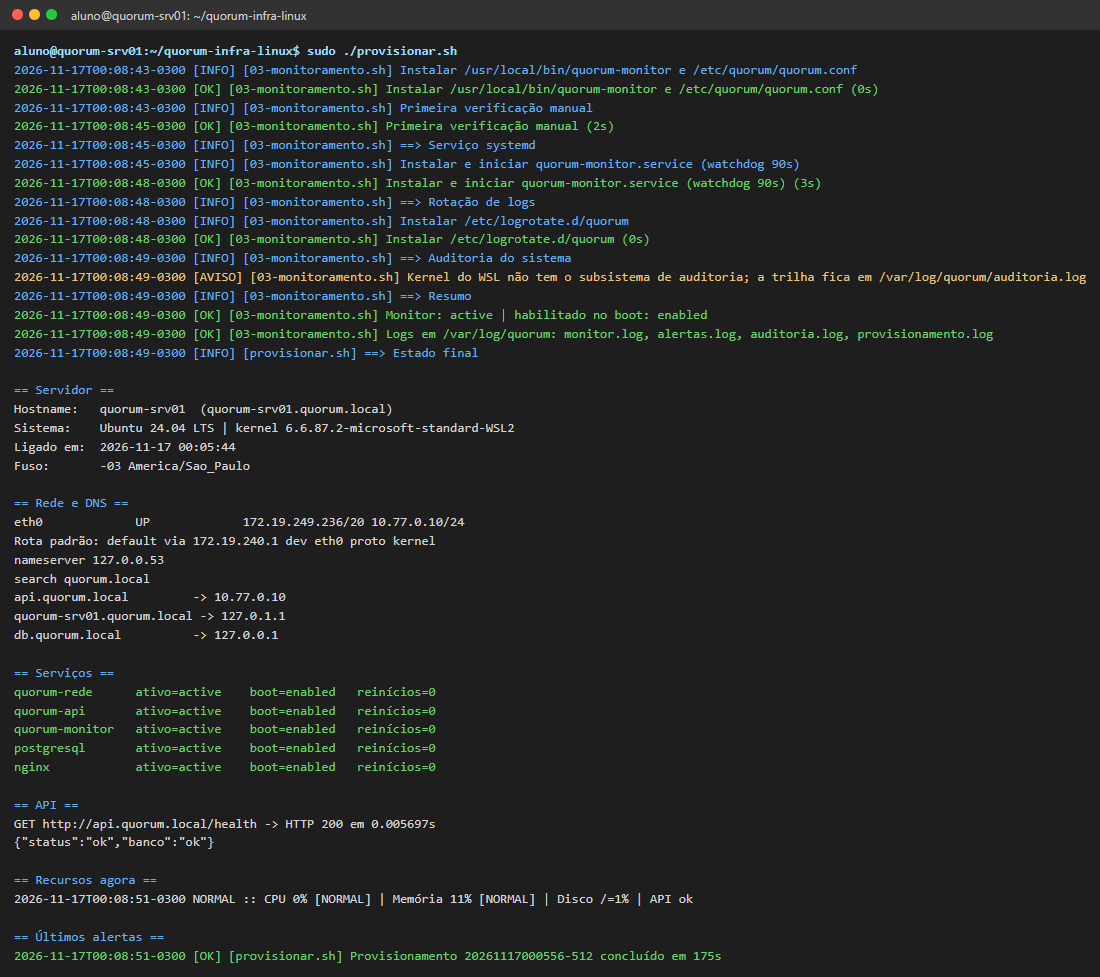 aluno@quorum-srv01: ~/quorum-infra-linux
aluno@quorum-srv01:~/quorum-infra-linux$ sudo ./provisionar.sh
2026-11-17T00:08:43-0300 [INFO] [03-monitoramento.sh] Instalar /usr/local/bin/quorum-monitor e /etc/quorum/quorum.conf
2026-11-17T00:08:43-0300 [OK] [03-monitoramento.sh] Instalar /usr/local/bin/quorum-monitor e /etc/quorum/quorum.conf (0s)
2026-11-17T00:08:43-0300 [INFO] [03-monitoramento.sh] Primeira verificação manual
2026-11-17T00:08:45-0300 [OK] [03-monitoramento.sh] Primeira verificação manual (2s)
2026-11-17T00:08:45-0300 [INFO] [03-monitoramento.sh] ==> Serviço systemd
2026-11-17T00:08:45-0300 [INFO] [03-monitoramento.sh] Instalar e iniciar quorum-monitor.service (watchdog 90s)
2026-11-17T00:08:48-0300 [OK] [03-monitoramento.sh] Instalar e iniciar quorum-monitor.service (watchdog 90s) (3s)
2026-11-17T00:08:48-0300 [INFO] [03-monitoramento.sh] ==> Rotação de logs
2026-11-17T00:08:48-0300 [INFO] [03-monitoramento.sh] Instalar /etc/logrotate.d/quorum
2026-11-17T00:08:48-0300 [OK] [03-monitoramento.sh] Instalar /etc/logrotate.d/quorum (0s)
2026-11-17T00:08:49-0300 [INFO] [03-monitoramento.sh] ==> Auditoria do sistema
2026-11-17T00:08:49-0300 [AVISO] [03-monitoramento.sh] Kernel do WSL não tem o subsistema de auditoria; a trilha fica em /var/log/quorum/auditoria.log
2026-11-17T00:08:49-0300 [INFO] [03-monitoramento.sh] ==> Resumo
2026-11-17T00:08:49-0300 [OK] [03-monitoramento.sh] Monitor: active | habilitado no boot: enabled
2026-11-17T00:08:49-0300 [OK] [03-monitoramento.sh] Logs em /var/log/quorum: monitor.log, alertas.log, auditoria.log, provisionamento.log
2026-11-17T00:08:49-0300 [INFO] [provisionar.sh] ==> Estado final
== Servidor ==
Hostname:   quorum-srv01  (quorum-srv01.quorum.local)
Sistema:    Ubuntu 24.04 LTS | kernel 6.6.87.2-microsoft-standard-WSL2
Ligado em:  2026-11-17 00:05:44
Fuso:       -03 America/Sao_Paulo
== Rede e DNS ==
eth0             UP             172.19.249.236/20 10.77.0.10/24
Rota padrão: default via 172.19.240.1 dev eth0 proto kernel
nameserver 127.0.0.53
search quorum.local
api.quorum.local         -> 10.77.0.10
quorum-srv01.quorum.local -> 127.0.1.1
db.quorum.local          -> 127.0.0.1
== Serviços ==
quorum-rede      ativo=active    boot=enabled   reinícios=0
quorum-api       ativo=active    boot=enabled   reinícios=0
quorum-monitor   ativo=active    boot=enabled   reinícios=0
postgresql       ativo=active    boot=enabled   reinícios=0
nginx            ativo=active    boot=enabled   reinícios=0
== API ==
GET http://api.quorum.local/health -> HTTP 200 em 0.005697s
{"status":"ok","banco":"ok"}
== Recursos agora ==
2026-11-17T00:08:51-0300 NORMAL :: CPU 0% [NORMAL] | Memória 11% [NORMAL] | Disco /=1% | API ok
== Últimos alertas ==
2026-11-17T00:08:51-0300 [OK] [provisionar.sh] Provisionamento 20261117000556-512 concluído em 175s